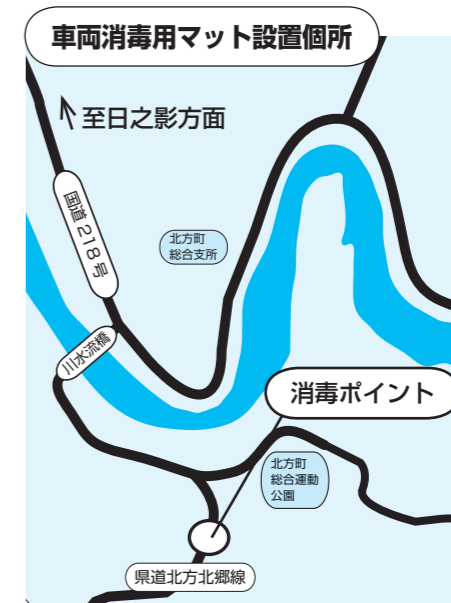 車両消毒用マット設置個所
至日之影方面
国道218号
北方町
総合支所
川水流橋
消毒ポイント
北方町
総合運動
公園
県道北方北郷線